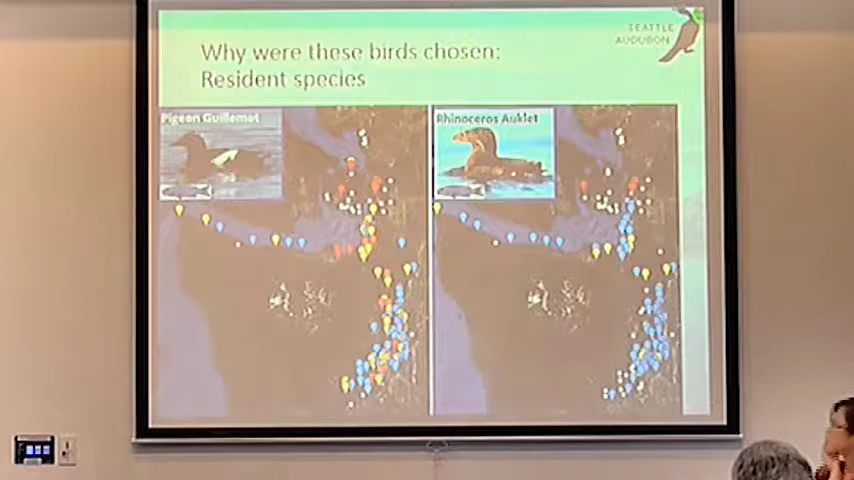 Why were these birds chosen:
Resident species
SEATTLE
AUDUBON
Pigeon Guillemot
Rhinoceros Auklet